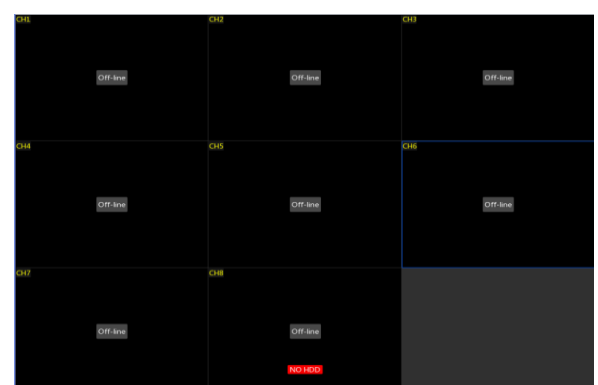 CH1
CH2
CH3
Off-line
Off-line
Off-line
CH4
CH5
CH6
Off-line
Off-line
Off-line
CH7
CH8
Off-line
Off-line
NO HDD